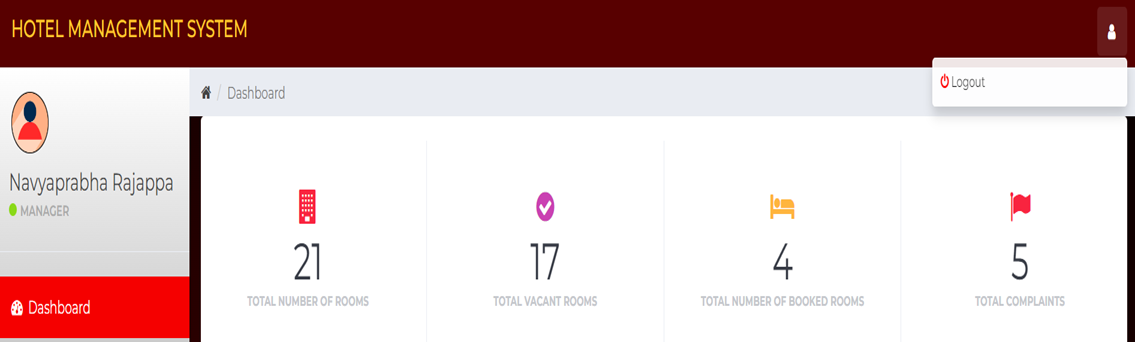 HOTEL MANAGEMENT SYSTEM
Logout
/ Dashboard
Navyaprabha Rajappa
MANAGER
Dashboard
21
TOTAL NUMBER OF ROOMS
17
TOTAL VACANT ROOMS
4
TOTAL NUMBER OF BOOKED ROOMS
5
TOTAL COMPLAINTS